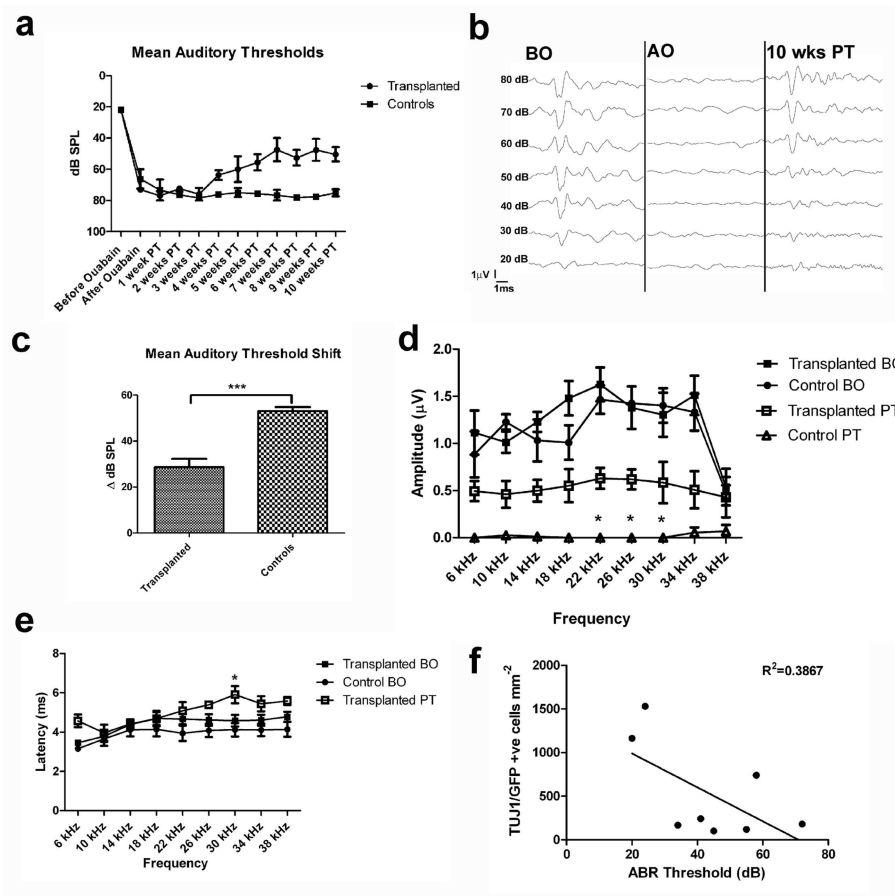 a
Mean Auditory Thresholds
0
20
40
60
80
100
dB SPL
Transplanted
Controls
Before Ouabain
After Ouabain
1 week PT
2 weeks PT
3 weeks PT
4 weeks PT
5 weeks PT
6 weeks PT
7 weeks PT
8 weeks PT
9 weeks PT
10 weeks PT
b
BO AO 10 wks PT
80 dB
70 dB
60 dB
50 dB
40 dB
30 dB
20 dB
1μV
1ms
c
Mean Auditory Threshold Shift
***
60
40
20
0
Δ dB SPL
Transplanted
Controls
d
2.0
1.5
1.0
0.5
0.0
Amplitude (μV)
Transplanted BO
Control BO
Transplanted PT
Control PT
* * *
6 kHz
10 kHz
14 kHz
18 kHz
22 kHz
26 kHz
30 kHz
34 kHz
38 kHz
Frequency
e
8
6
4
2
0
Latency (ms)
*
Transplanted BO
Control BO
Transplanted PT
6 kHz
10 kHz
14 kHz
18 kHz
22 kHz
26 kHz
30 kHz
34 kHz
38 kHz
Frequency
f
R²=0.3867
2000
1500
1000
500
0
TUJ1/GFP +ve cells mm⁻²
0 20 40 60 80
ABR Threshold (dB)